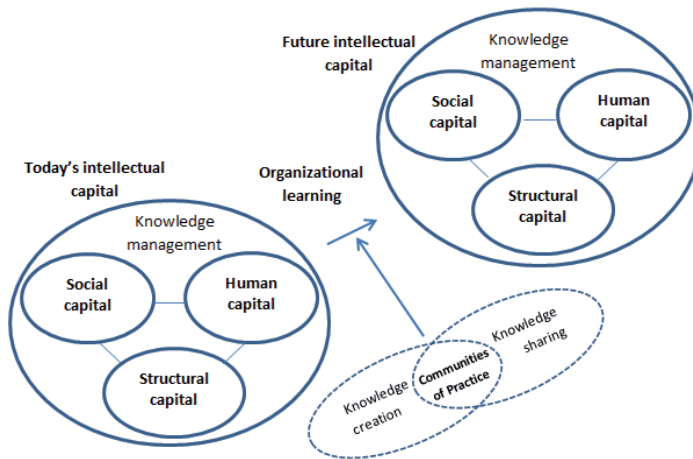 Future intellectual
capital
Knowledge
management
Social
capital
Human
capital
Structural
capital
Today's intellectual
capital
Organizational
learning
Knowledge
management
Social
capital
Human
capital
Structural
capital
Knowledge
sharing
Communities
of Practice
Knowledge
creation